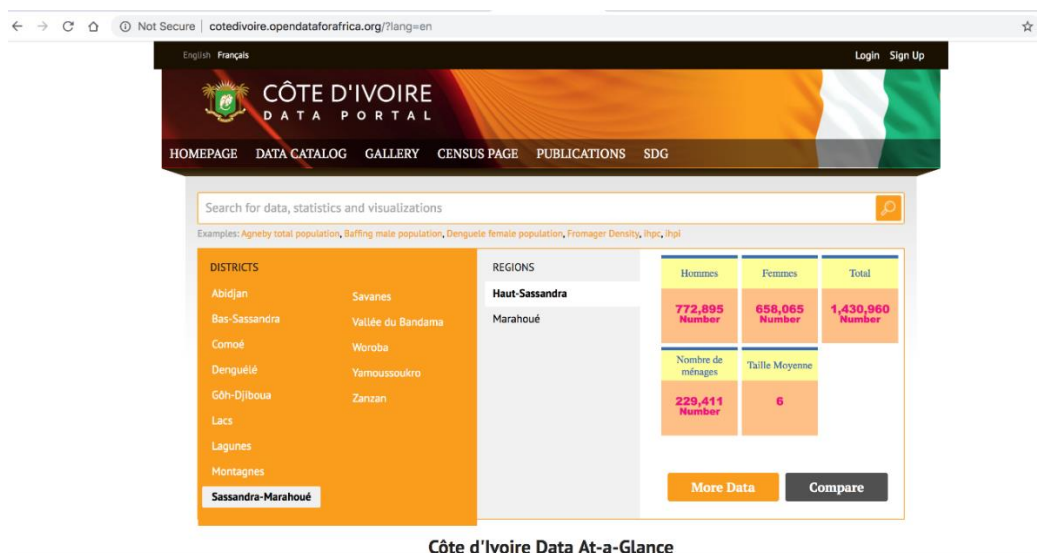 Not Secure | cotedivoire.opendataforafrica.org/?lang=en
English Français
Login Sign Up
CÔTE D'IVOIRE
DATA PORTAL
HOMEPAGE DATA CATALOG GALLERY CENSUS PAGE PUBLICATIONS SDG
Search for data, statistics and visualizations
Examples: Agneby total population, Baffing male population, Denguele female population, Fromager Density, ihpc, ihpl
DISTRICTS
Abidjan
Bas-Sassandra
Comoé
Denguélé
Gôh-Djiboua
Lacs
Lagunes
Montagnes
Sassandra-Marahoué
Savanes
Vallée du Bandama
Woroba
Yamoussoukro
Zanzan
REGIONS
Haut-Sassandra
Marahoué
Hommes
772,895
Number
Femmes
658,065
Number
Total
1,430,960
Number
Nombre de
ménages
229,411
Number
Taille Moyenne
6
More Data
Compare
Côte d'Ivoire Data At-a-Glance